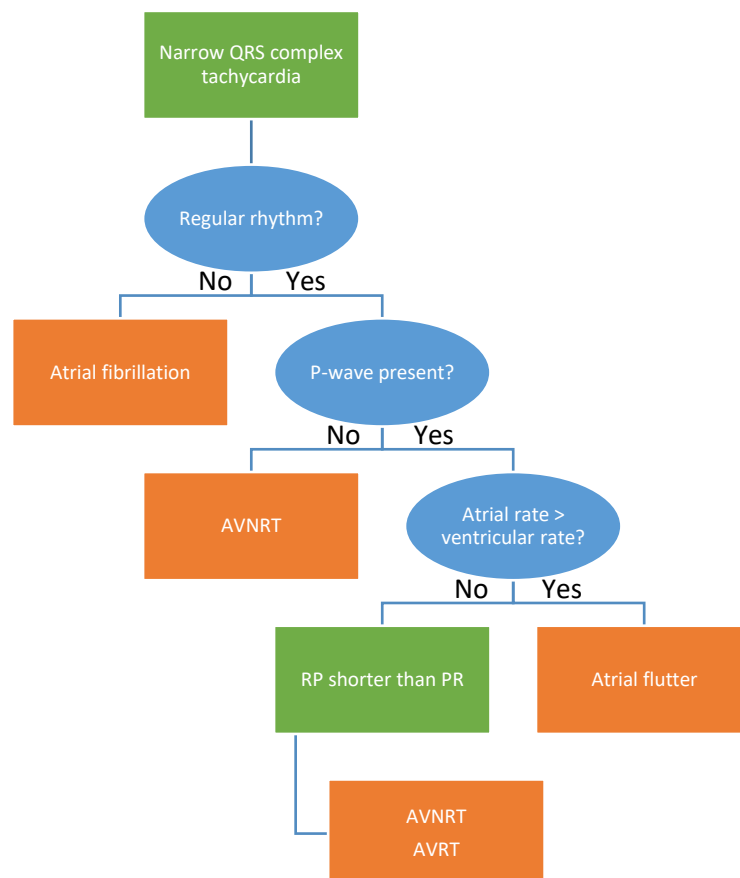 Narrow QRS complex
tachycardia
Regular rhythm?
No
Yes
Atrial fibrillation
P-wave present?
No
Yes
AVNRT
Atrial rate >
ventricular rate?
No
Yes
RP shorter than PR
Atrial flutter
AVNRT
AVRT